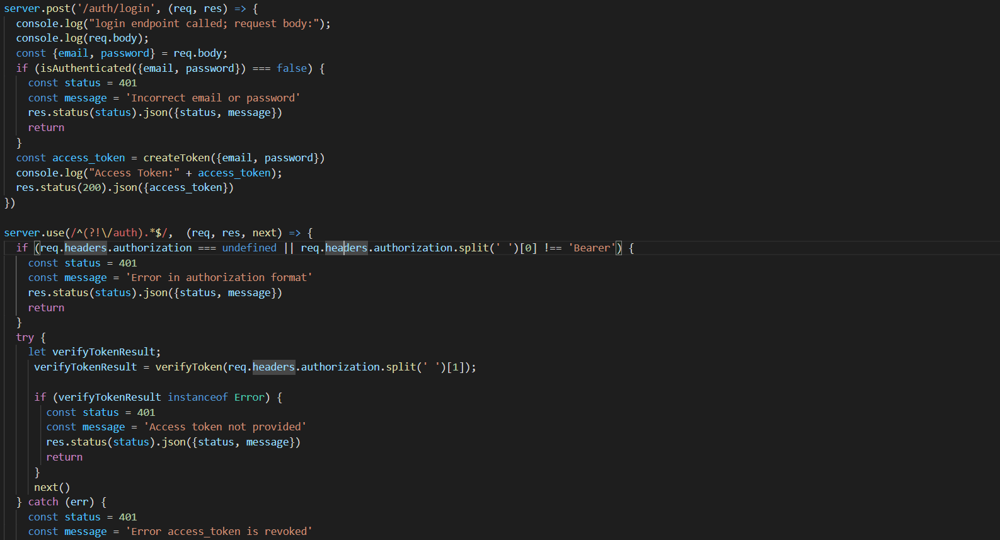 server.post('/auth/login', (req, res) => {
  console.log("login endpoint called; request body:");
  console.log(req.body);
  const {email, password} = req.body;
  if (isAuthenticated({email, password}) === false) {
    const status = 401
    const message = 'Incorrect email or password'
    res.status(status).json({status, message})
    return
  }
  const access_token = createToken({email, password})
  console.log("Access Token:" + access_token);
  res.status(200).json({access_token})
})

server.use(/^(?!\/auth).*$/,  (req, res, next) => {
  if (req.headers.authorization === undefined || req.headers.authorization.split(' ')[0] !== 'Bearer') {
    const status = 401
    const message = 'Error in authorization format'
    res.status(status).json({status, message})
    return
  }
  try {
    let verifyTokenResult;
     verifyTokenResult = verifyToken(req.headers.authorization.split(' ')[1]);

     if (verifyTokenResult instanceof Error) {
       const status = 401
       const message = 'Access token not provided'
       res.status(status).json({status, message})
       return
     }
     next()
  } catch (err) {
    const status = 401
    const message = 'Error access_token is revoked'